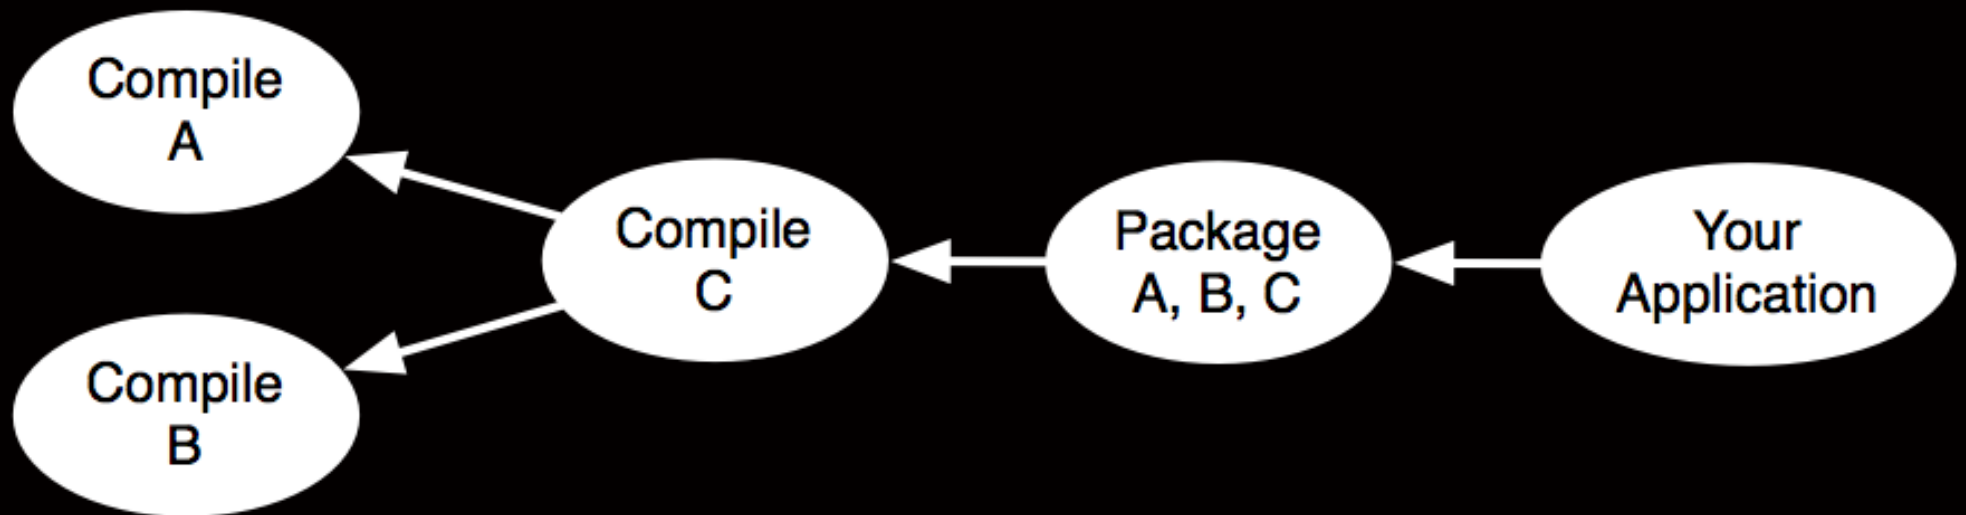 Compile
A
Compile
B
Compile
C
Package
A, B, C
Your
Application